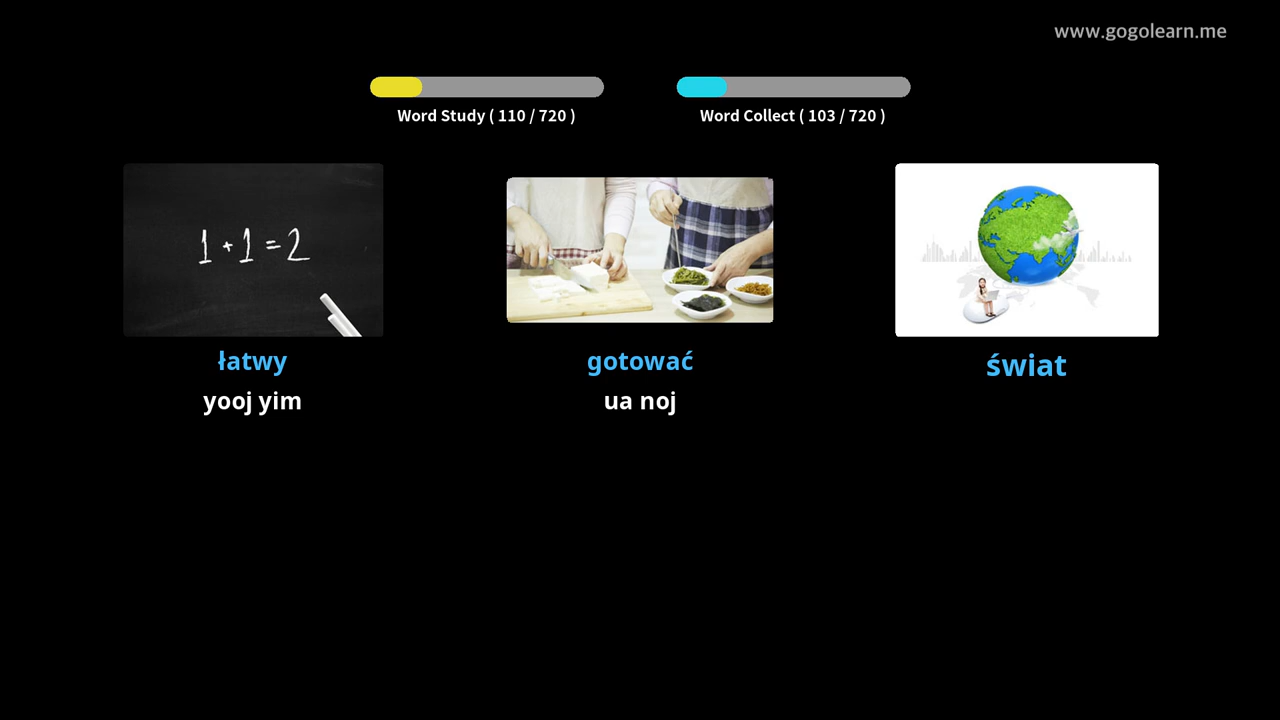 www.gogolearn.me
Word Study ( 110 / 720 )
Word Collect ( 103 / 720 )
1 + 1 = 2
łatwy
yooj yim
gotować
ua noj
świat